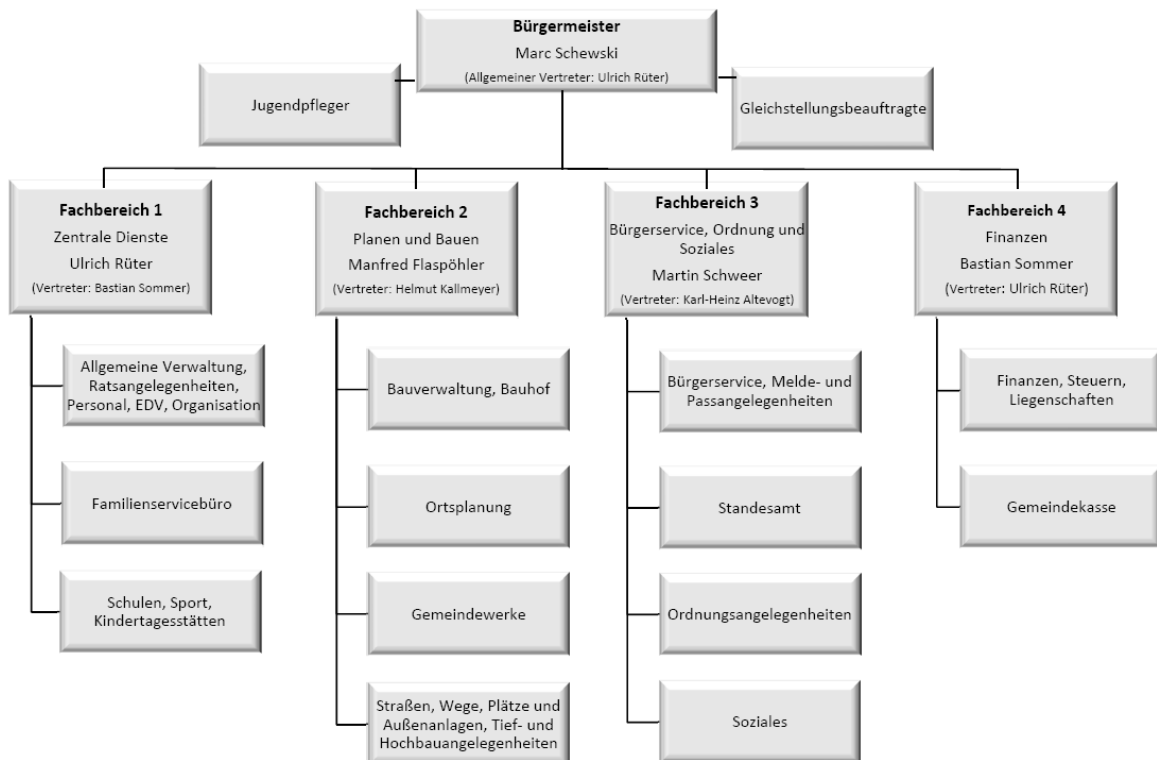 Bürgermeister
Marc Schewski
(Allgemeiner Vertreter: Ulrich Rüter)
Jugendpfleger
Gleichstellungsbeauftragte
Fachbereich 1
Zentrale Dienste
Ulrich Rüter
(Vertreter: Bastian Sommer)
Allgemeine Verwaltung,
Ratsangelegenheiten,
Personal, EDV, Organisation
Familienservicebüro
Schulen, Sport,
Kindertagesstätten
Fachbereich 2
Planen und Bauen
Manfred Flaspöhler
(Vertreter: Helmut Kallmeyer)
Bauverwaltung, Bauhof
Ortsplanung
Gemeindewerke
Straßen, Wege, Plätze und
Außenanlagen, Tief- und
Hochbauangelegenheiten
Fachbereich 3
Bürgerservice, Ordnung und
Soziales
Martin Schweer
(Vertreter: Karl-Heinz Altevogt)
Bürgerservice, Melde- und
Passangelegenheiten
Standesamt
Ordnungsangelegenheiten
Soziales
Fachbereich 4
Finanzen
Bastian Sommer
(Vertreter: Ulrich Rüter)
Finanzen, Steuern,
Liegenschaften
Gemeindekasse